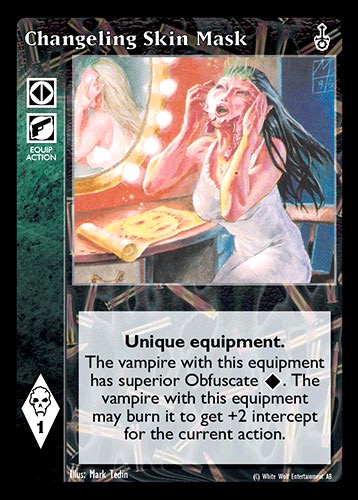 Changeling Skin Mask
EQUIP
ACTION
Unique equipment.
The vampire with this equipment
has superior Obfuscate ◆. The
vampire with this equipment
may burn it to get +2 intercept
for the current action.
1
Illus: Mark Tedin
(C) White Wolf Entertainment AB